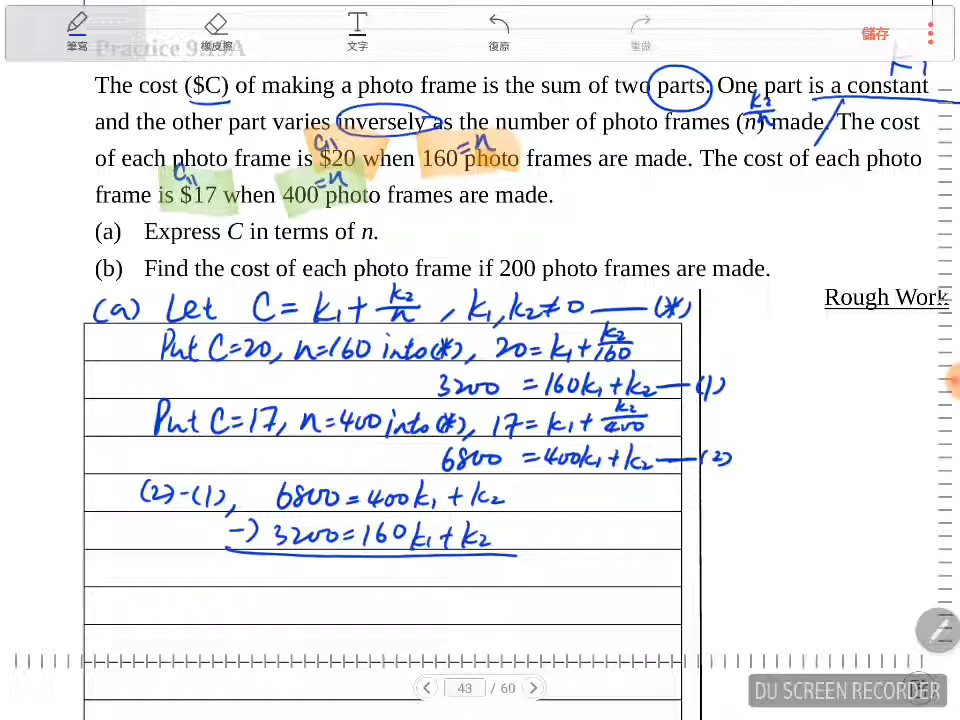 筆寫 橡皮擦 文字 復原 重做 儲存
Practice 9.13A
k1
The cost ($C) of making a photo frame is the sum of two parts. One part is a constant
k2/n
and the other part varies inversely as the number of photo frames (n) made. The cost
C11 =n
of each photo frame is $20 when 160 photo frames are made. The cost of each photo
C11 =n
frame is $17 when 400 photo frames are made.
(a) Express C in terms of n.
(b) Find the cost of each photo frame if 200 photo frames are made.
Rough Work
(a) Let C = k1 + k2/n , k1, k2 ≠ 0 —— (*)
Put C=20, n=160 into (*), 20 = k1 + k2/160
3200 = 160k1 + k2 — (1)
Put C=17, n=400 into (*), 17 = k1 + k2/400
6800 = 400k1 + k2 — (2)
(2)-(1), 6800 = 400k1 + k2
-) 3200 = 160k1 + k2
43 / 60
DU SCREEN RECORDER